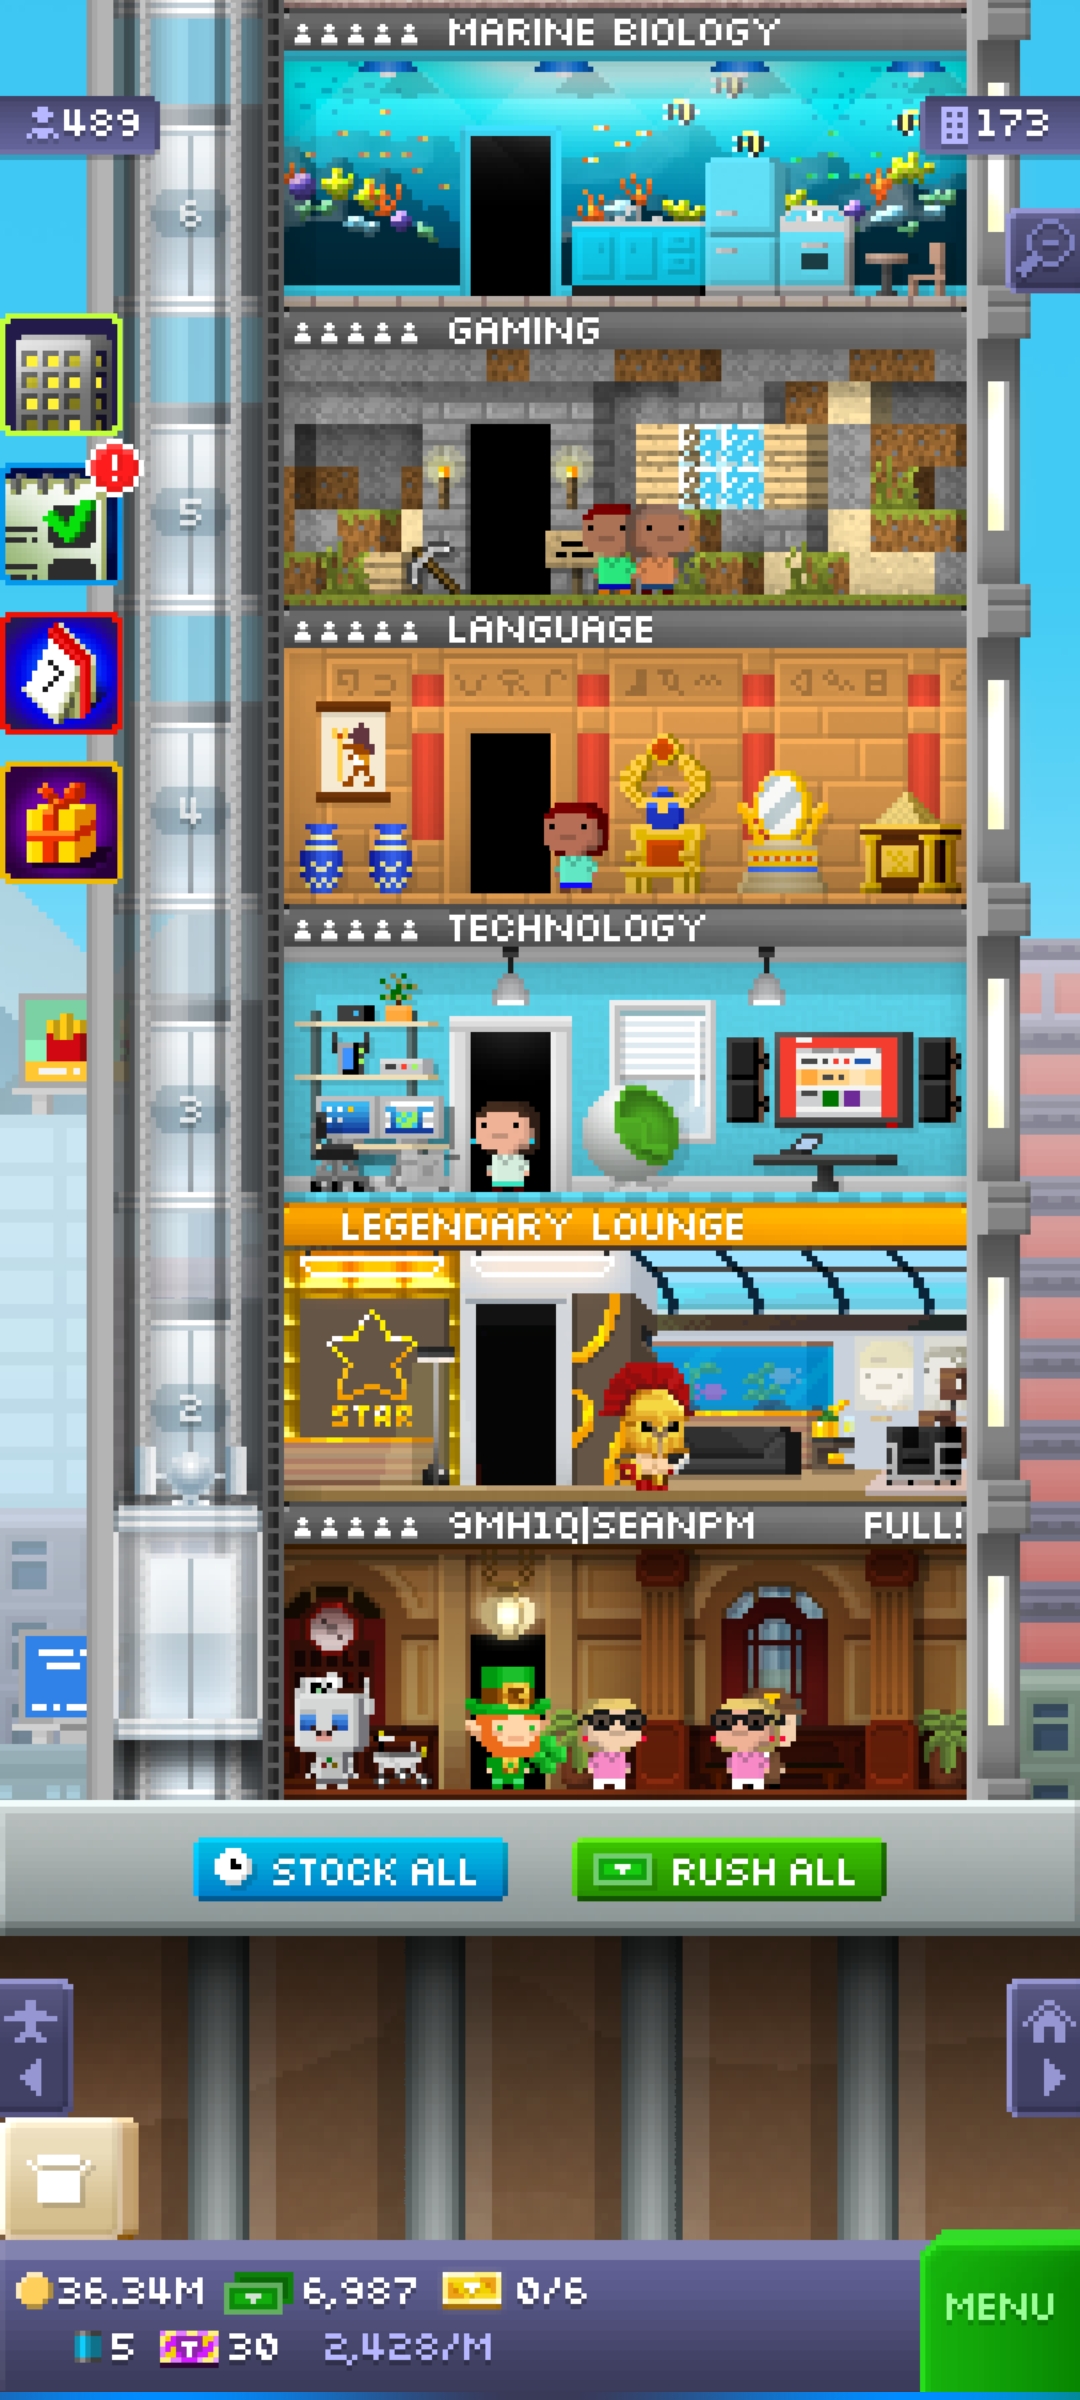 MARINE BIOLOGY
489
173
6
GAMING
5
LANGUAGE
4
TECHNOLOGY
3
LEGENDARY LOUNGE
2
STAR
9MH1Q|SEANPM FULL!
STOCK ALL
RUSH ALL
36.34M 6,987 0/6
5 30 2,428/M
MENU